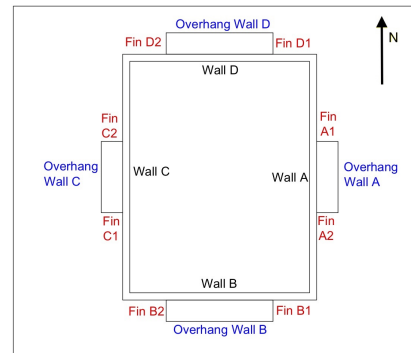 Overhang Wall D
Fin D2
Fin D1
N
Wall D
Fin
C2
Fin
A1
Overhang
Wall C
Wall C
Wall A
Overhang
Wall A
Fin
C1
Fin
A2
Wall B
Fin B2
Fin B1
Overhang Wall B